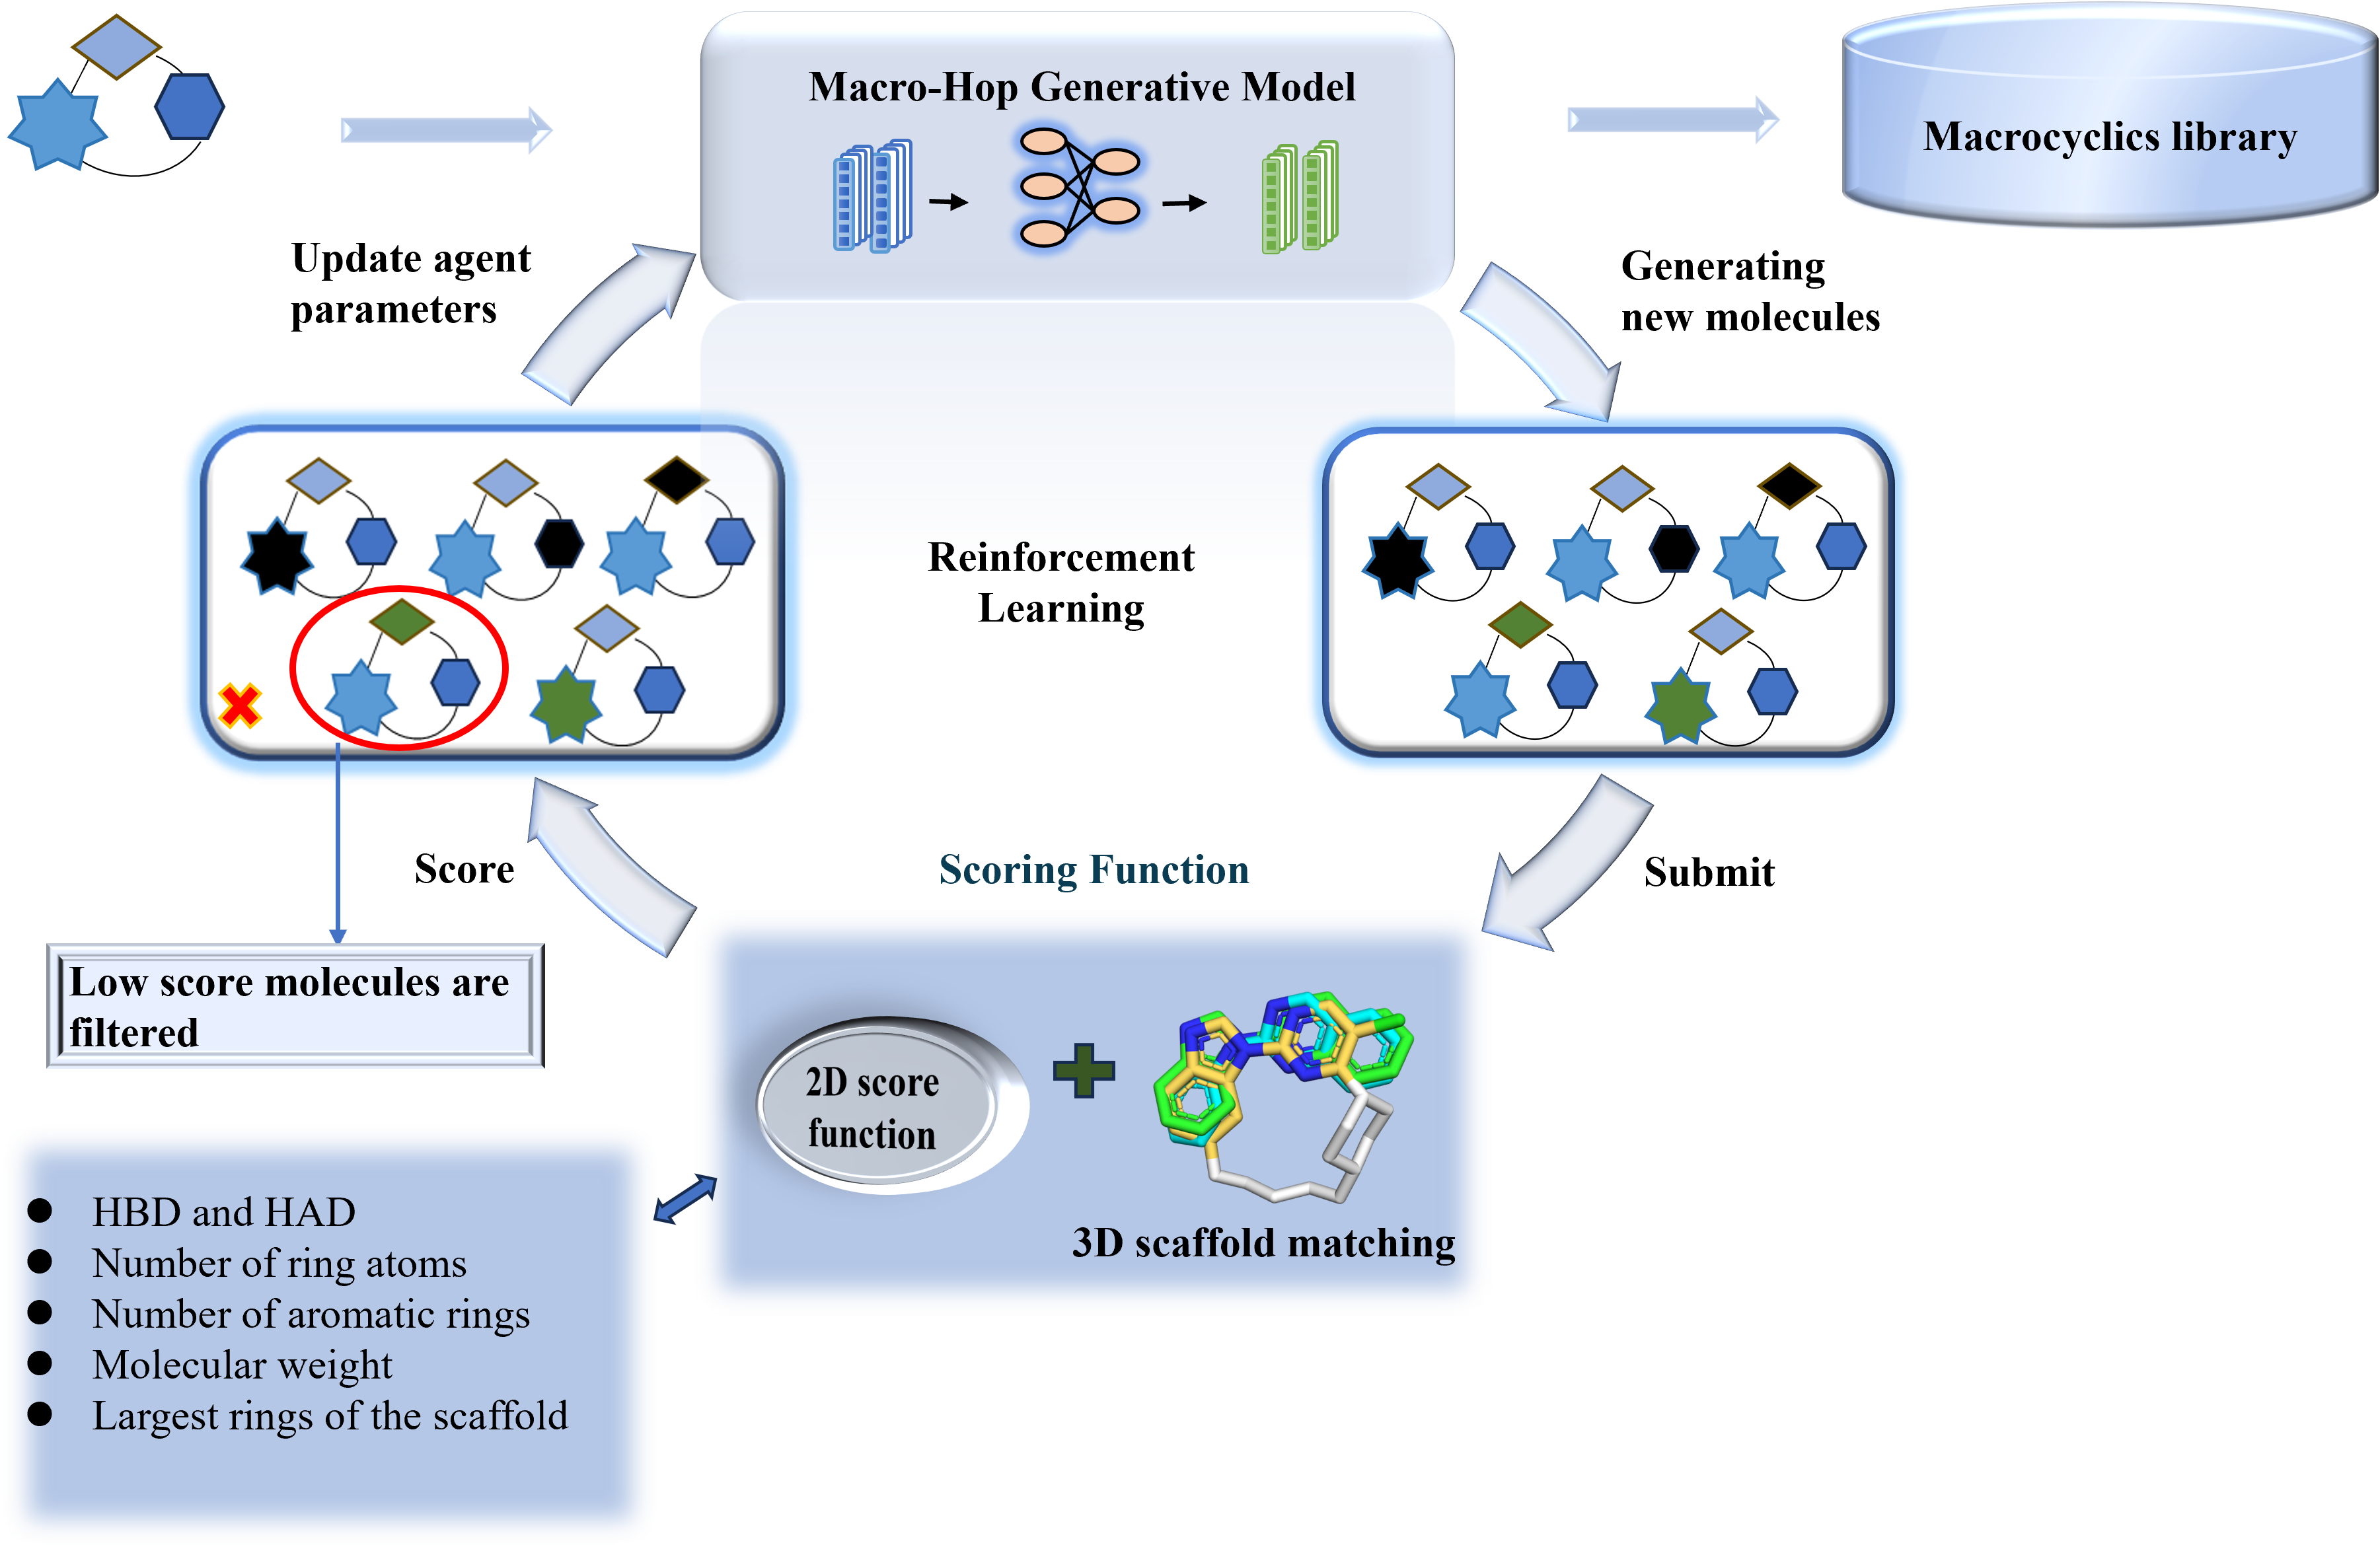 Macro-Hop Generative Model
Macrocyclics library
Update agent
parameters
Generating
new molecules
Reinforcement
Learning
Score
Scoring Function
Submit
Low score molecules are
filtered
2D score
function
3D scaffold matching
HBD and HAD
Number of ring atoms
Number of aromatic rings
Molecular weight
Largest rings of the scaffold